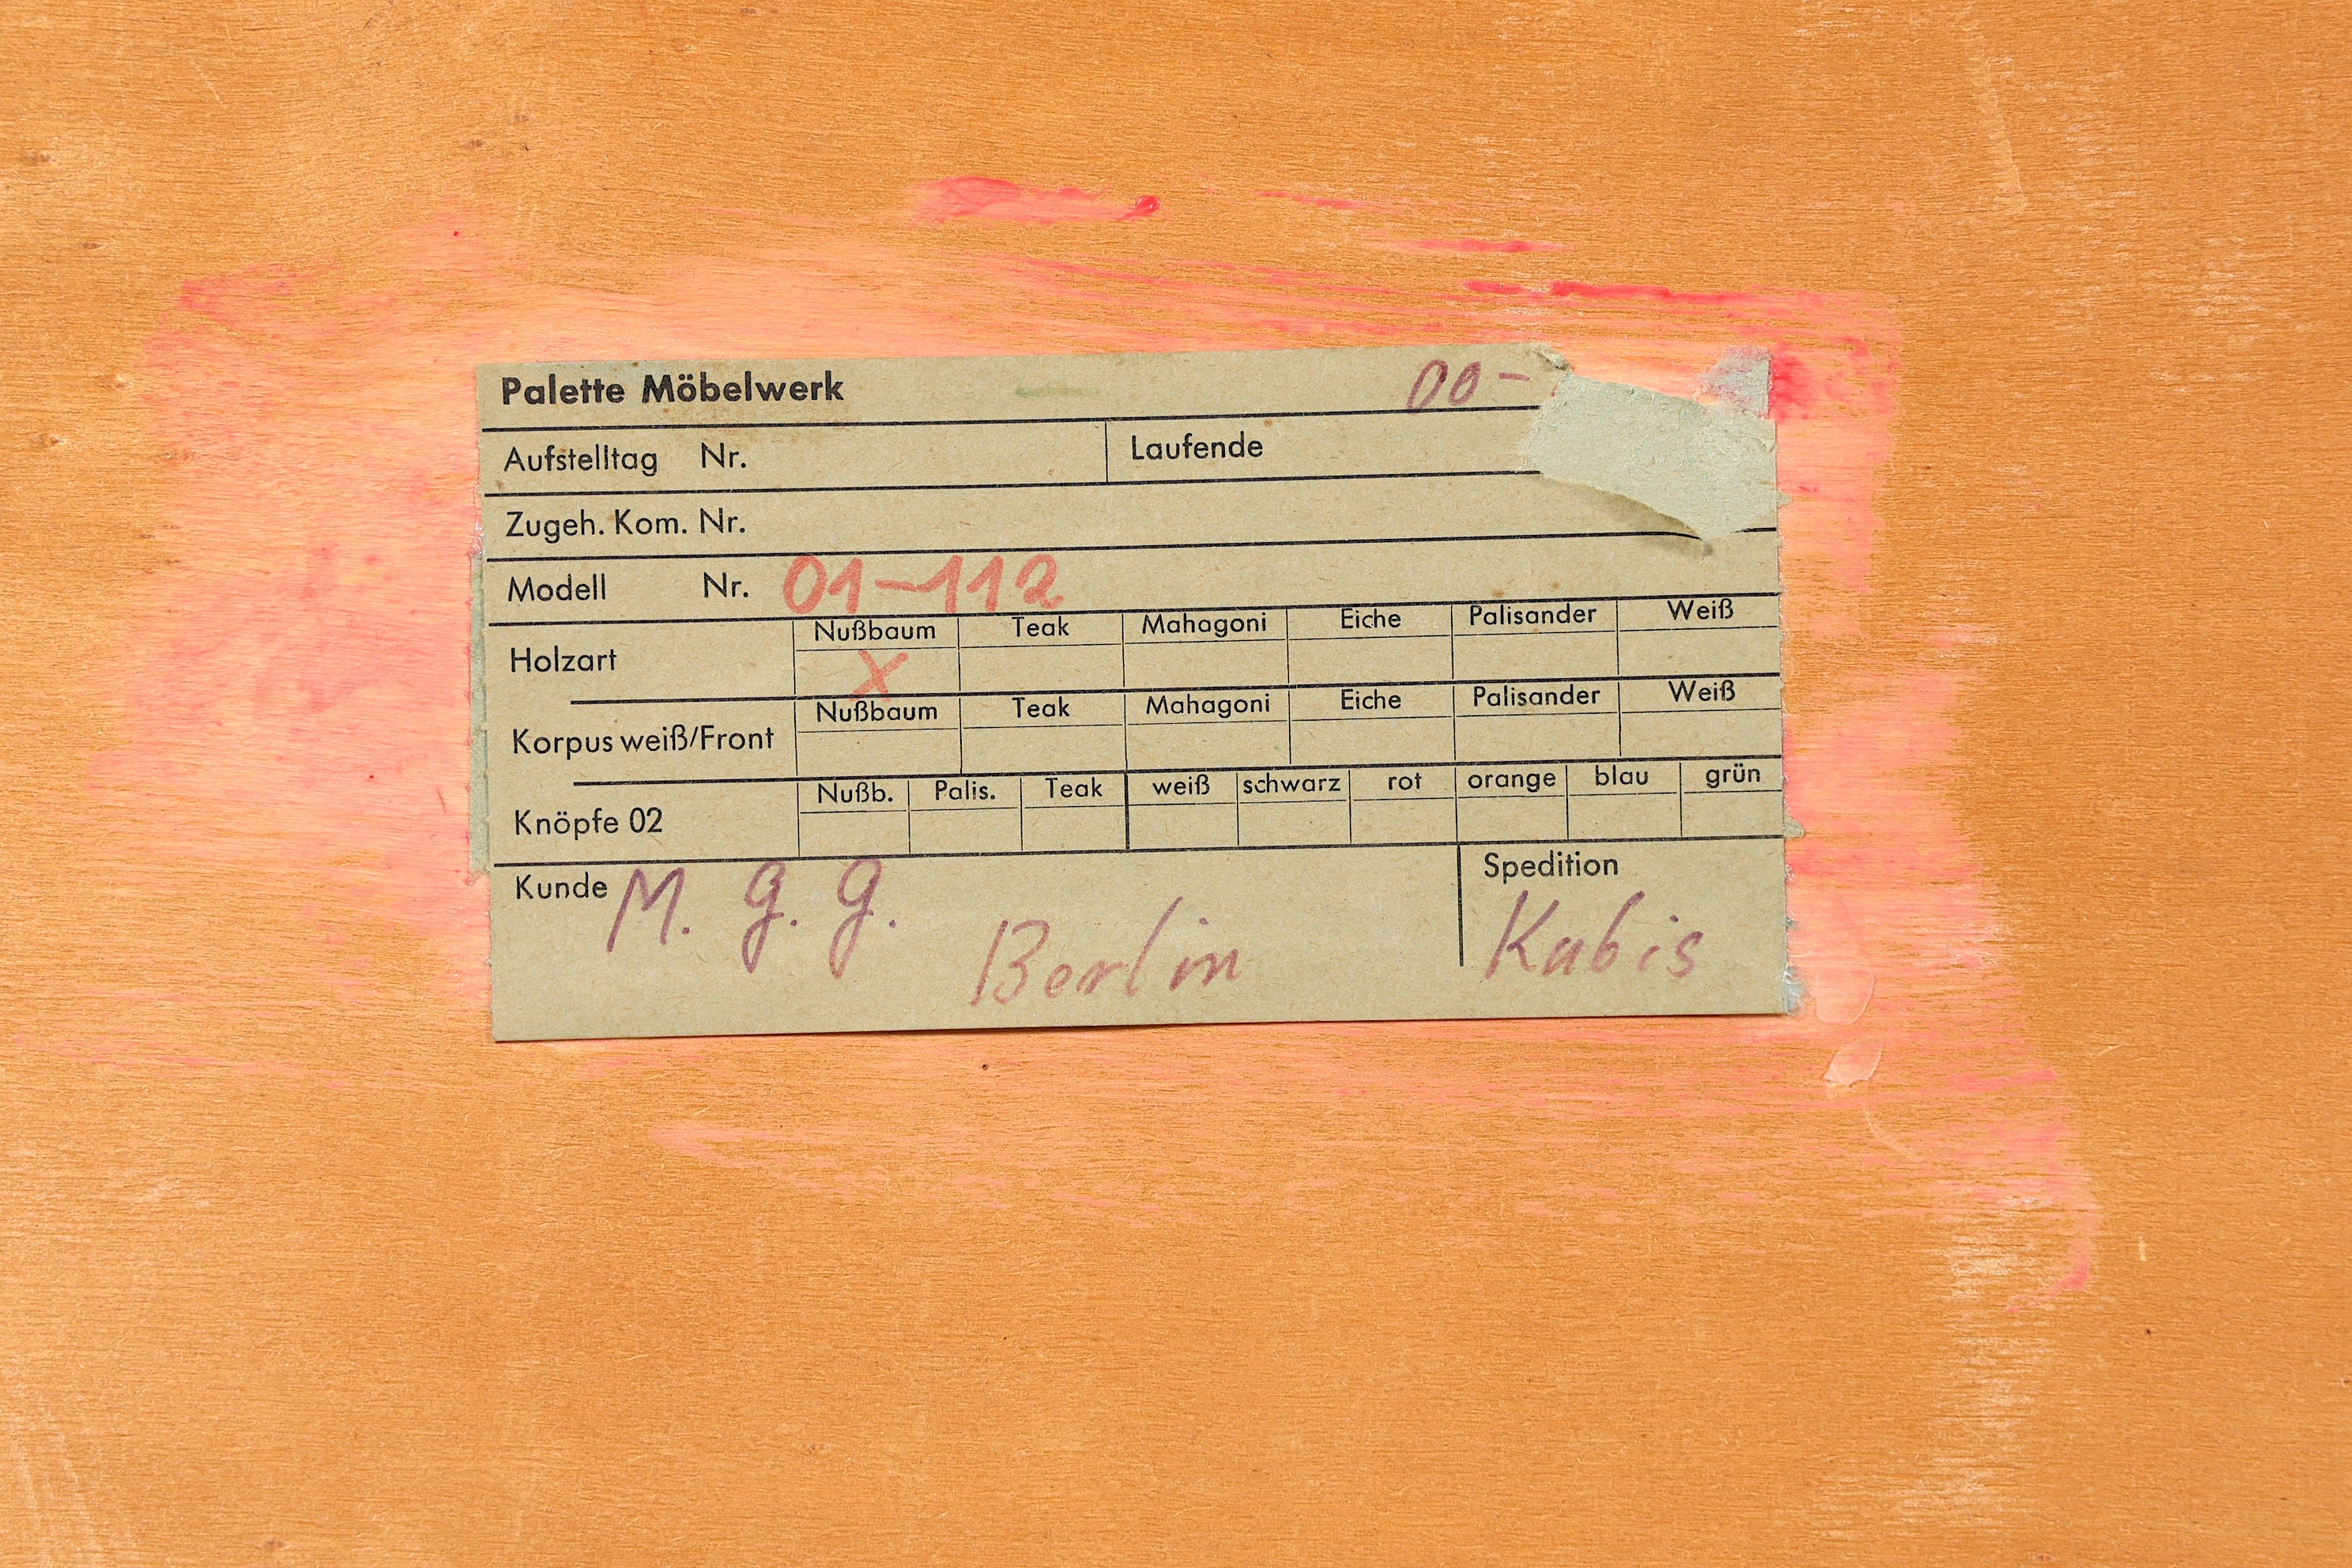 Palette Möbelwerk 00-
Aufstelltag Nr. Laufende
Zugeh. Kom. Nr.
Modell Nr. 01-112
Nußbaum Teak Mahagoni Eiche Palisander Weiß
Holzart X
Nußbaum Teak Mahagoni Eiche Palisander Weiß
Korpus weiß/Front
Nußb. Palis. Teak weiß schwarz rot orange blau grün
Knöpfe 02
Kunde M. G. G. Spedition
Berlin Kubis